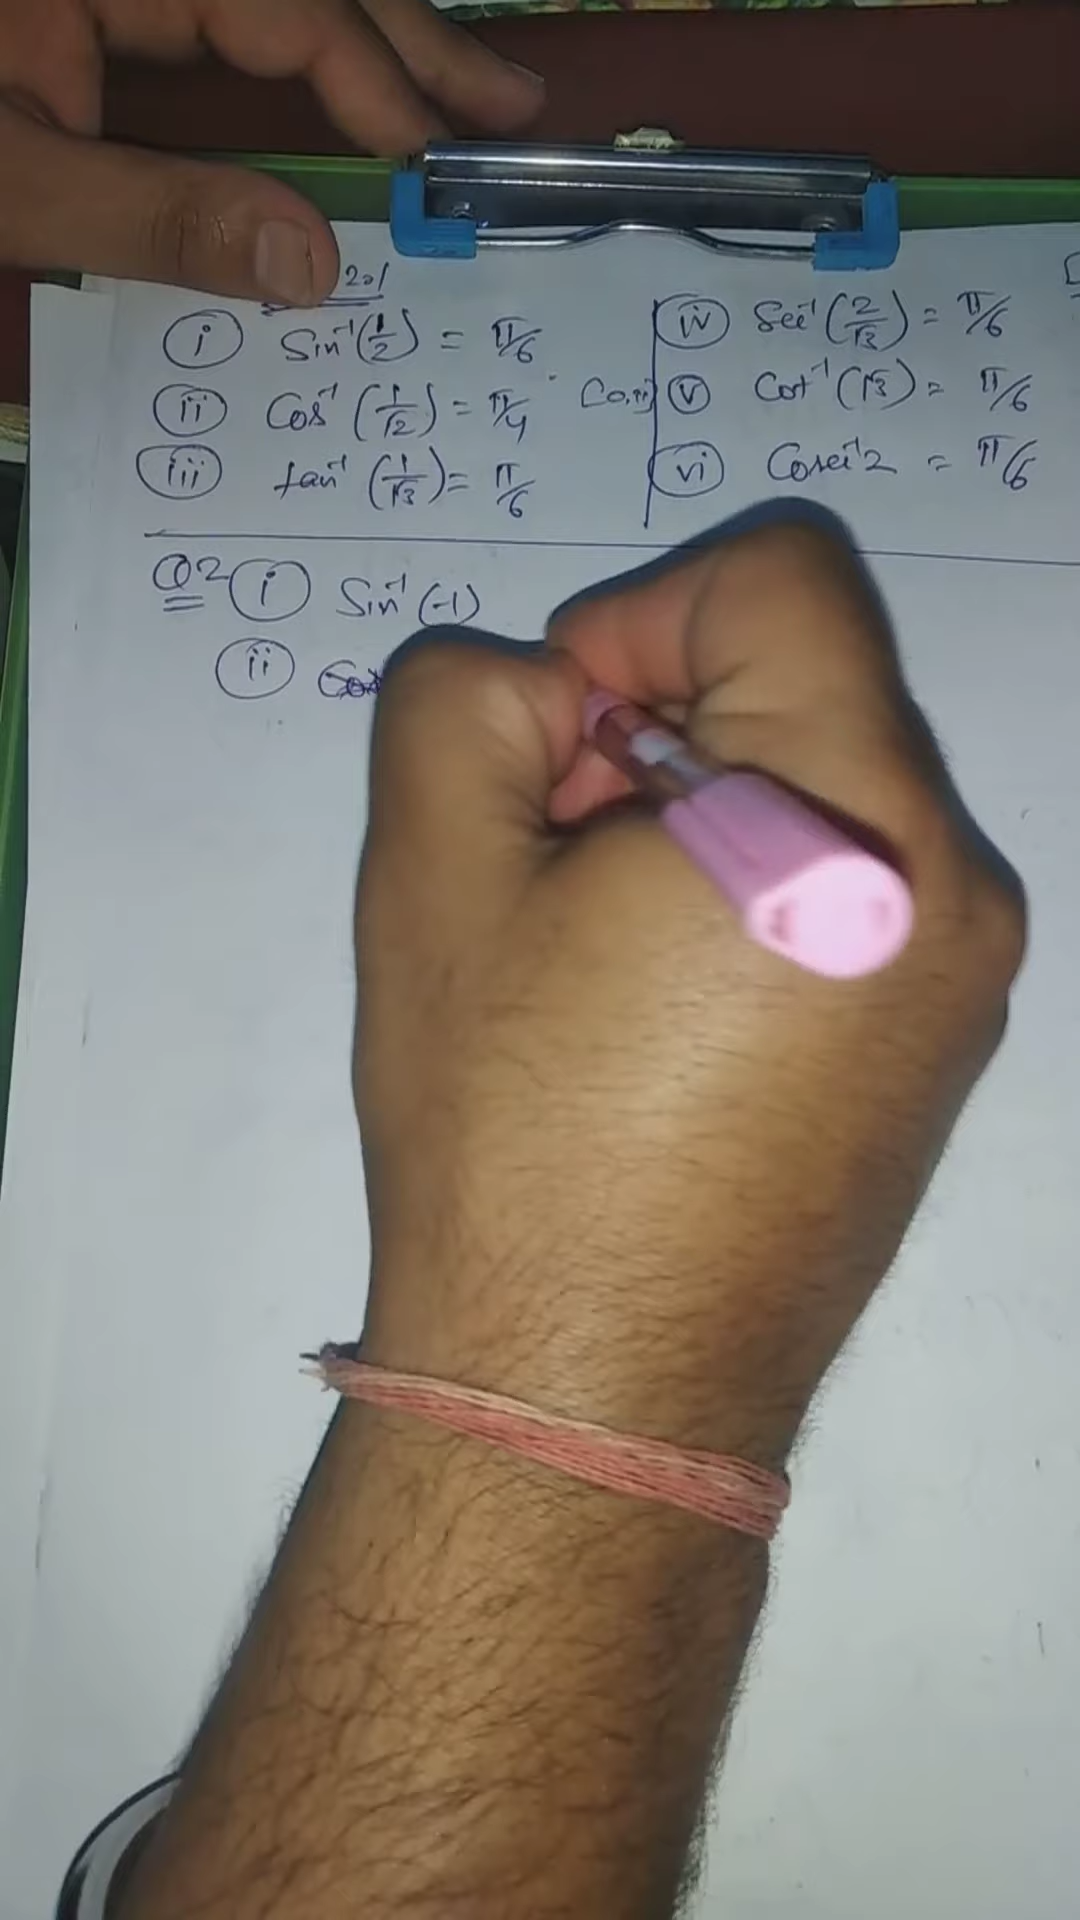 201
i Sin⁻¹(1/2) = π/6
ii Cos⁻¹(1/√2) = π/4
iii tan⁻¹(1/√3) = π/6
[0,π]
iv Sec⁻¹(2/√3) = π/6
v Cot⁻¹(√3) = π/6
vi Cosec⁻¹2 = π/6
Q2 i Sin⁻¹(-1)
ii